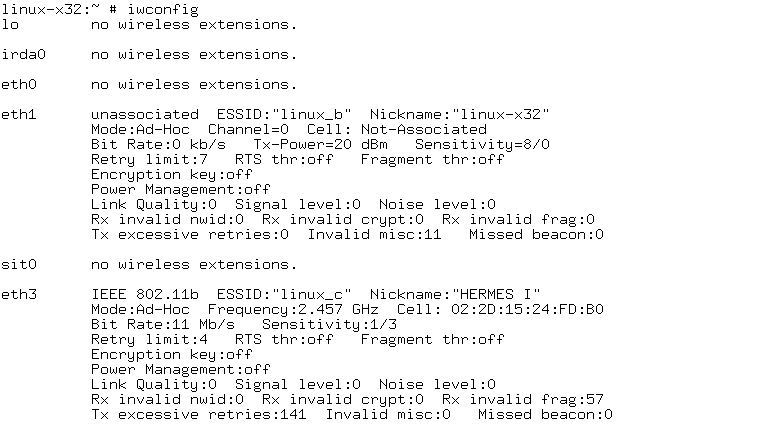 linux-x32:~ # iwconfig
lo        no wireless extensions.
irda0     no wireless extensions.
eth0      no wireless extensions.
eth1      unassociated  ESSID:"linux_b"  Nickname:"linux-x32"
          Mode:Ad-Hoc  Channel=0  Cell: Not-Associated
          Bit Rate:0 kb/s   Tx-Power=20 dBm   Sensitivity=8/0
          Retry limit:7   RTS thr:off   Fragment thr:off
          Encryption key:off
          Power Management:off
          Link Quality:0  Signal level:0  Noise level:0
          Rx invalid nwid:0  Rx invalid crypt:0  Rx invalid frag:0
          Tx excessive retries:0  Invalid misc:11   Missed beacon:0
sit0      no wireless extensions.
eth3      IEEE 802.11b  ESSID:"linux_c"  Nickname:"HERMES I"
          Mode:Ad-Hoc  Frequency:2.457 GHz  Cell: 02:2D:15:24:FD:B0
          Bit Rate:11 Mb/s   Sensitivity:1/3
          Retry limit:4   RTS thr:off   Fragment thr:off
          Encryption key:off
          Power Management:off
          Link Quality:0  Signal level:0  Noise level:0
          Rx invalid nwid:0  Rx invalid crypt:0  Rx invalid frag:57
          Tx excessive retries:141  Invalid misc:0   Missed beacon:0